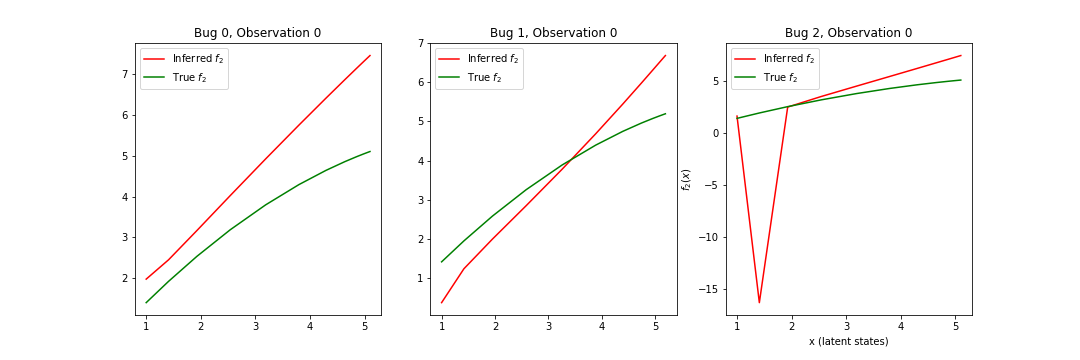 Bug 0, Observation 0
Inferred f₂
True f₂
7
6
5
4
3
2
1 2 3 4 5
Bug 1, Observation 0
Inferred f₂
True f₂
7
6
5
4
3
2
1
1 2 3 4 5
Bug 2, Observation 0
Inferred f₂
True f₂
f₂(x)
5
0
−5
−10
−15
1 2 3 4 5
x (latent states)